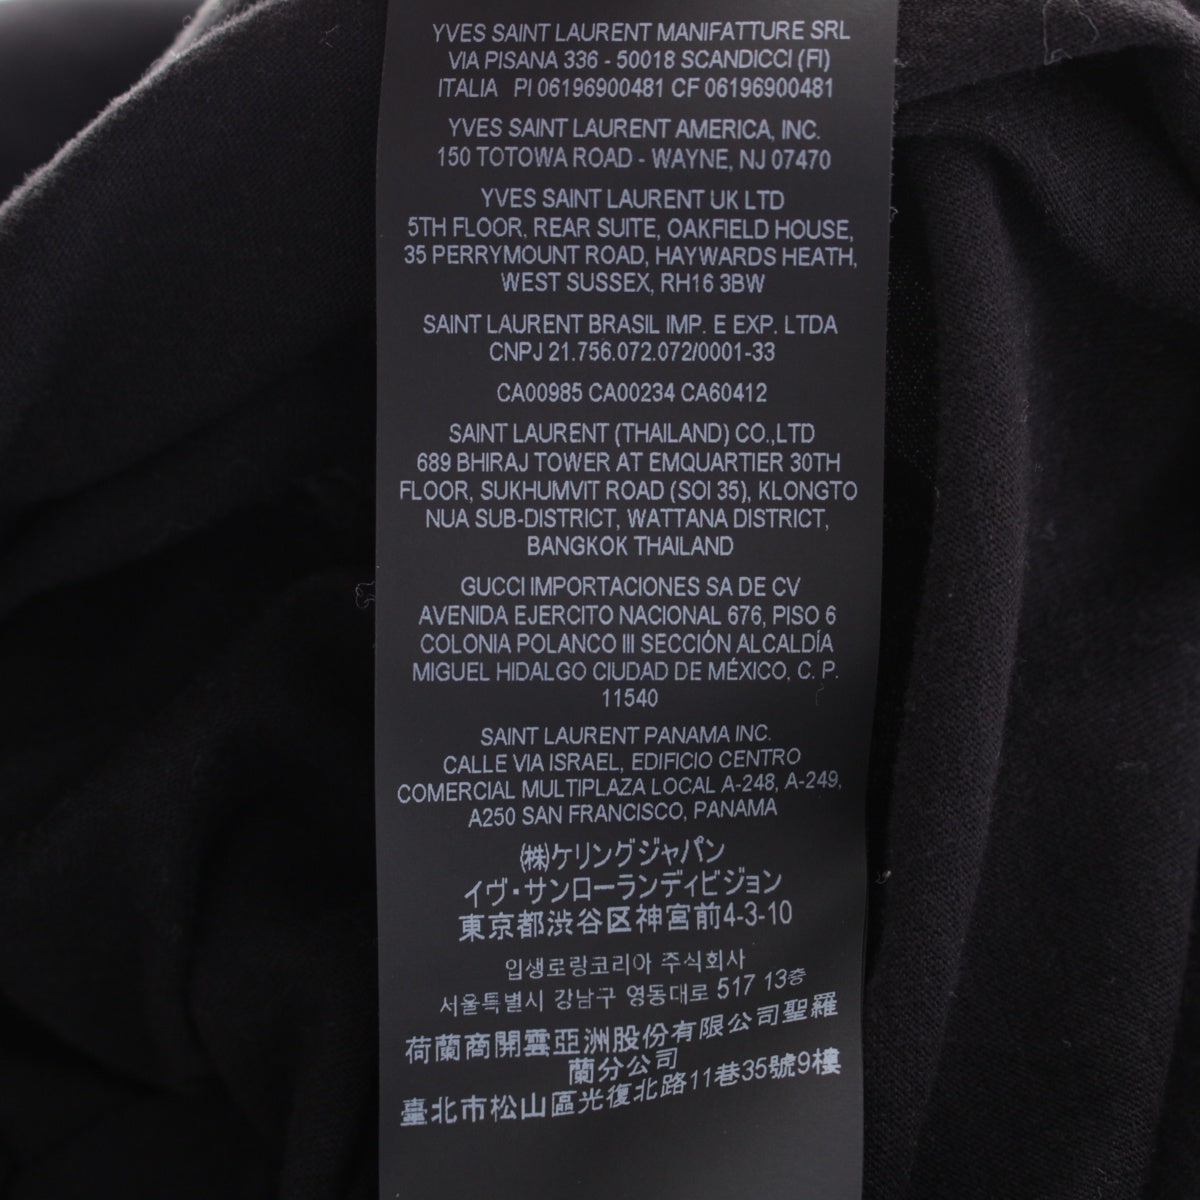 YVES SAINT LAURENT MANIFATTURE SRL
VIA PISANA 336 - 50018 SCANDICCI (FI)
ITALIA PI 06196900481 CF 06196900481
YVES SAINT LAURENT AMERICA, INC.
150 TOTOWA ROAD - WAYNE, NJ 07470
YVES SAINT LAURENT UK LTD
5TH FLOOR, REAR SUITE, OAKFIELD HOUSE,
35 PERRYMOUNT ROAD, HAYWARDS HEATH,
WEST SUSSEX, RH16 3BW
SAINT LAURENT BRASIL IMP. E EXP. LTDA
CNPJ 21.756.072.072/0001-33
CA00985 CA00234 CA60412
SAINT LAURENT (THAILAND) CO.,LTD
689 BHIRAJ TOWER AT EMQUARTIER 30TH
FLOOR, SUKHUMVIT ROAD (SOI 35), KLONGTO
NUA SUB-DISTRICT, WATTANA DISTRICT,
BANGKOK THAILAND
GUCCI IMPORTACIONES SA DE CV
AVENIDA EJERCITO NACIONAL 676, PISO 6
COLONIA POLANCO III SECCIÓN ALCALDÍA
MIGUEL HIDALGO CIUDAD DE MÉXICO, C. P.
11540
SAINT LAURENT PANAMA INC.
CALLE VIA ISRAEL, EDIFICIO CENTRO
COMERCIAL MULTIPLAZA LOCAL A-248, A-249,
A250 SAN FRANCISCO, PANAMA
(株)ケリングジャパン
イヴ・サンローランディビジョン
東京都渋谷区神宮前4-3-10
입생로랑코리아 주식회사
서울특별시 강남구 영동대로 517 13층
荷蘭商開雲亞洲股份有限公司聖羅
蘭分公司
臺北市松山區光復北路11巷35號9樓